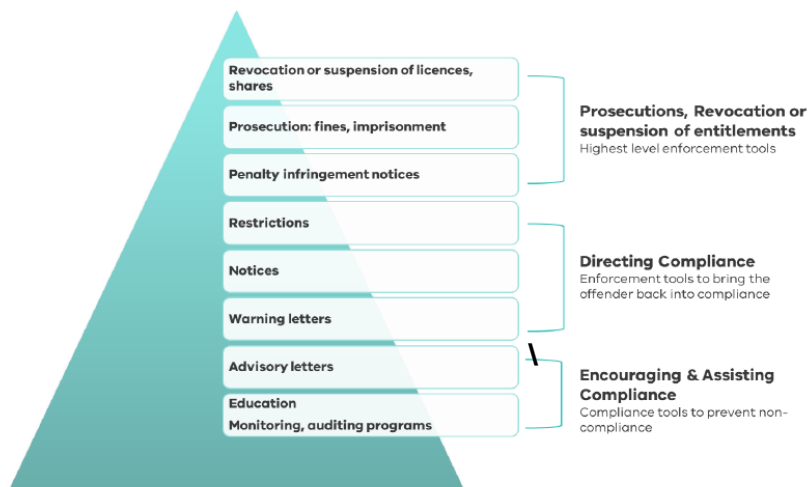 Revocation or suspension of licences,
shares
Prosecution: fines, imprisonment
Penalty infringement notices
Prosecutions, Revocation or
suspension of entitlements
Highest level enforcement tools
Restrictions
Notices
Warning letters
Directing Compliance
Enforcement tools to bring the
offender back into compliance
\
Advisory letters
Education
Monitoring, auditing programs
Encouraging & Assisting
Compliance
Compliance tools to prevent non-
compliance